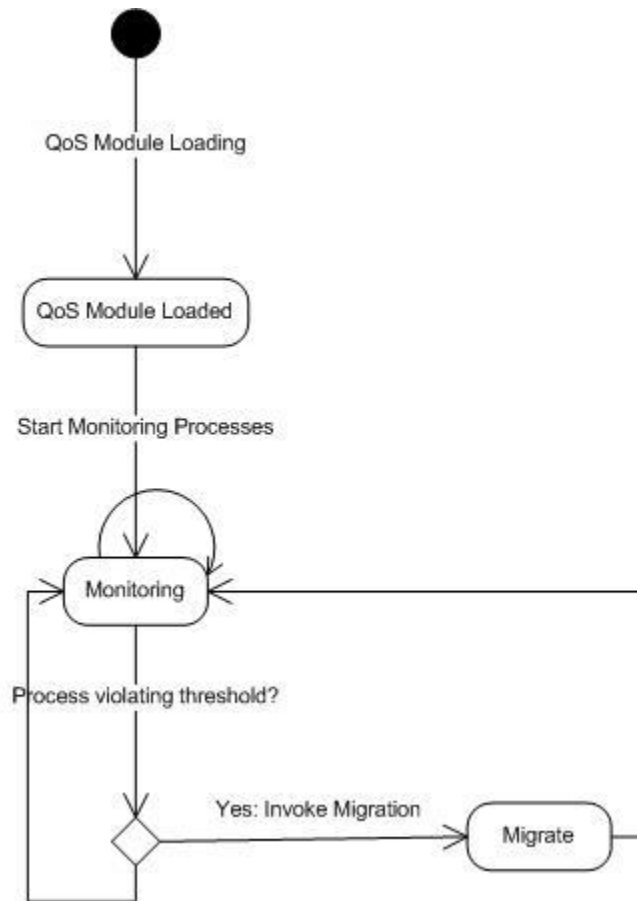 QoS Module Loading
QoS Module Loaded
Start Monitoring Processes
Monitoring
Process violating threshold?
Yes: Invoke Migration
Migrate